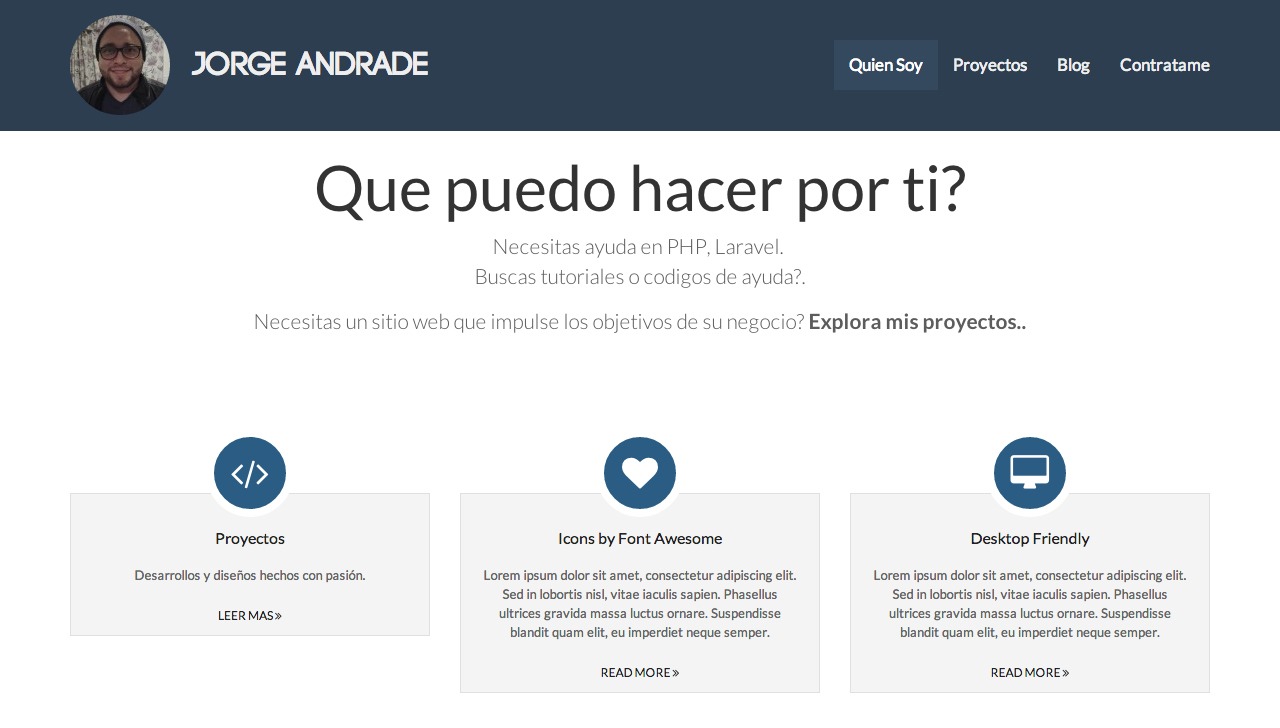 JORGE ANDRADE
Quien Soy
Proyectos
Blog
Contratame
Que puedo hacer por ti?
Necesitas ayuda en PHP, Laravel.
Buscas tutoriales o codigos de ayuda?.
Necesitas un sitio web que impulse los objetivos de su negocio? Explora mis proyectos..
Proyectos
Desarrollos y diseños hechos con pasión.
LEER MAS »
Icons by Font Awesome
Lorem ipsum dolor sit amet, consectetur adipiscing elit.
Sed in lobortis nisl, vitae iaculis sapien. Phasellus
ultrices gravida massa luctus ornare. Suspendisse
blandit quam elit, eu imperdiet neque semper.
READ MORE »
Desktop Friendly
Lorem ipsum dolor sit amet, consectetur adipiscing elit.
Sed in lobortis nisl, vitae iaculis sapien. Phasellus
ultrices gravida massa luctus ornare. Suspendisse
blandit quam elit, eu imperdiet neque semper.
READ MORE »